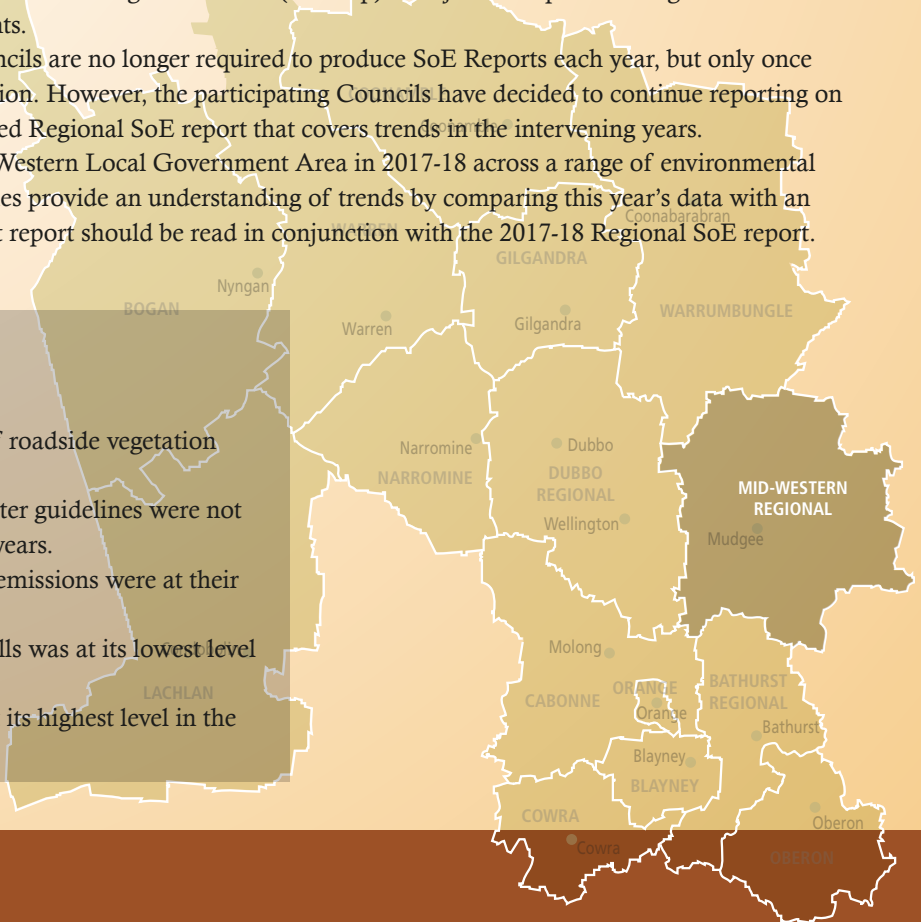 nts.
ncils are no longer required to produce SoE Reports each year, but only once
ion. However, the participating Councils have decided to continue reporting on
ed Regional SoE report that covers trends in the intervening years.
Western Local Government Area in 2017-18 across a range of environmental
es provide an understanding of trends by comparing this year’s data with an
t report should be read in conjunction with the 2017-18 Regional SoE report.
Coonamble
Coonabarabran
WARREN
GILGANDRA
Nyngan
BOGAN
WARRUMBUNGLE
Gilgandra
Warren
f roadside vegetation
Narromine
Dubbo
NARROMINE
DUBBO
REGIONAL
MID-WESTERN
REGIONAL
ter guidelines were not
Wellington
Mudgee
years.
emissions were at their
lls was at its lowest level
Molong
LACHLAN
CABONNE
ORANGE
Orange
BATHURST
REGIONAL
its highest level in the
Bathurst
Blayney
BLAYNEY
COWRA
Oberon
Cowra
OBERON